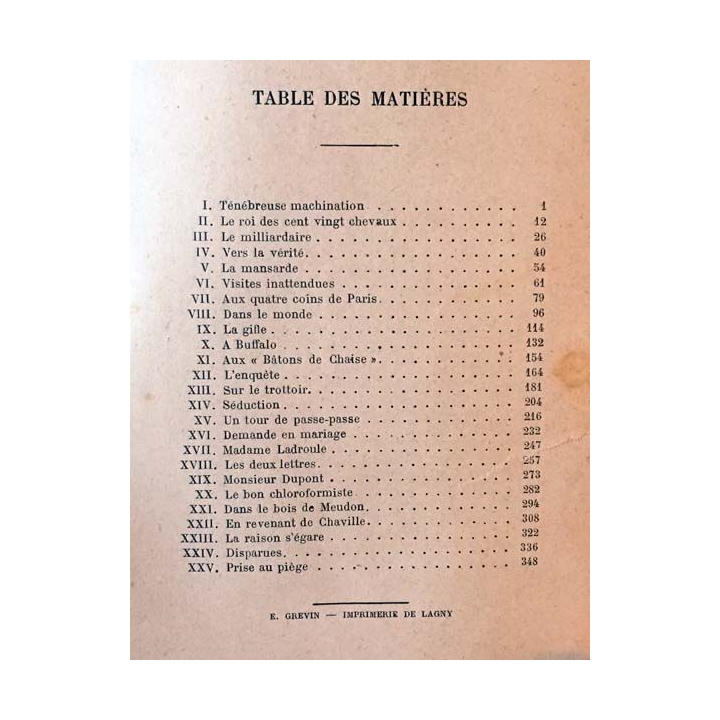 TABLE DES MATIÈRES
I. Ténébreuse machination . . . . . . . . . . . . 1
II. Le roi des cent vingt chevaux . . . . . . . . . . 12
III. Le milliardaire . . . . . . . . . . . . . . . 26
IV. Vers la vérité. . . . . . . . . . . . . . . . 40
V. La mansarde . . . . . . . . . . . . . . . . 54
VI. Visites inattendues . . . . . . . . . . . . . . 61
VII. Aux quatre coins de Paris. . . . . . . . . . . . 79
VIII. Dans le monde . . . . . . . . . . . . . . . 96
IX. La gifle . . . . . . . . . . . . . . . . . . 114
X. A Buffalo . . . . . . . . . . . . . . . . . 132
XI. Aux « Bâtons de Chaise ». . . . . . . . . . . . 154
XII. L'enquête . . . . . . . . . . . . . . . . . 164
XIII. Sur le trottoir . . . . . . . . . . . . . . . 181
XIV. Séduction . . . . . . . . . . . . . . . . . 204
XV. Un tour de passe-passe . . . . . . . . . . . . 216
XVI. Demande en mariage . . . . . . . . . . . . . 232
XVII. Madame Ladroule . . . . . . . . . . . . . . 247
XVIII. Les deux lettres. . . . . . . . . . . . . . . 257
XIX. Monsieur Dupont . . . . . . . . . . . . . . 273
XX. Le bon chloroformiste . . . . . . . . . . . . 282
XXI. Dans le bois de Meudon. . . . . . . . . . . . 294
XXII. En revenant de Chaville. . . . . . . . . . . . 308
XXIII. La raison s'égare . . . . . . . . . . . . . . 322
XXIV. Disparues. . . . . . . . . . . . . . . . . 336
XXV. Prise au piège . . . . . . . . . . . . . . . 348
E. GREVIN — IMPRIMERIE DE LAGNY